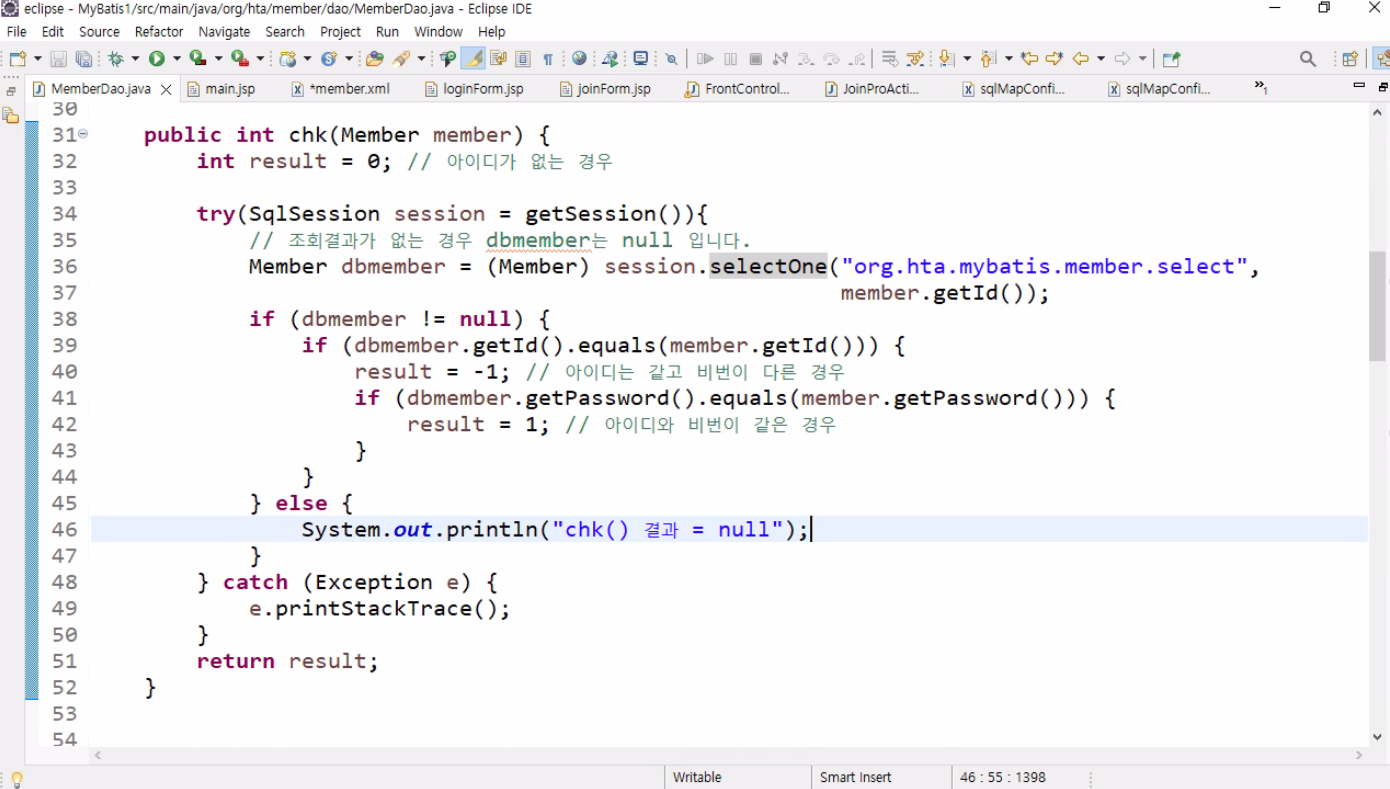 eclipse - MyBatis1/src/main/java/org/hta/member/dao/MemberDao.java - Eclipse IDE
File Edit Source Refactor Navigate Search Project Run Window Help
MemberDao.java main.jsp *member.xml loginForm.jsp joinForm.jsp FrontControl... JoinProActi... sqlMapConfi... sqlMapConfi... »1
30
31 public int chk(Member member) {
32 int result = 0; // 아이디가 없는 경우
33
34 try(SqlSession session = getSession()){
35 // 조회결과가 없는 경우 dbmember는 null 입니다.
36 Member dbmember = (Member) session.selectOne("org.hta.mybatis.member.select",
37 member.getId());
38 if (dbmember != null) {
39 if (dbmember.getId().equals(member.getId())) {
40 result = -1; // 아이디는 같고 비번이 다른 경우
41 if (dbmember.getPassword().equals(member.getPassword())) {
42 result = 1; // 아이디와 비번이 같은 경우
43 }
44 }
45 } else {
46 System.out.println("chk() 결과 = null");
47 }
48 } catch (Exception e) {
49 e.printStackTrace();
50 }
51 return result;
52 }
53
54
Writable Smart Insert 46 : 55 : 1398